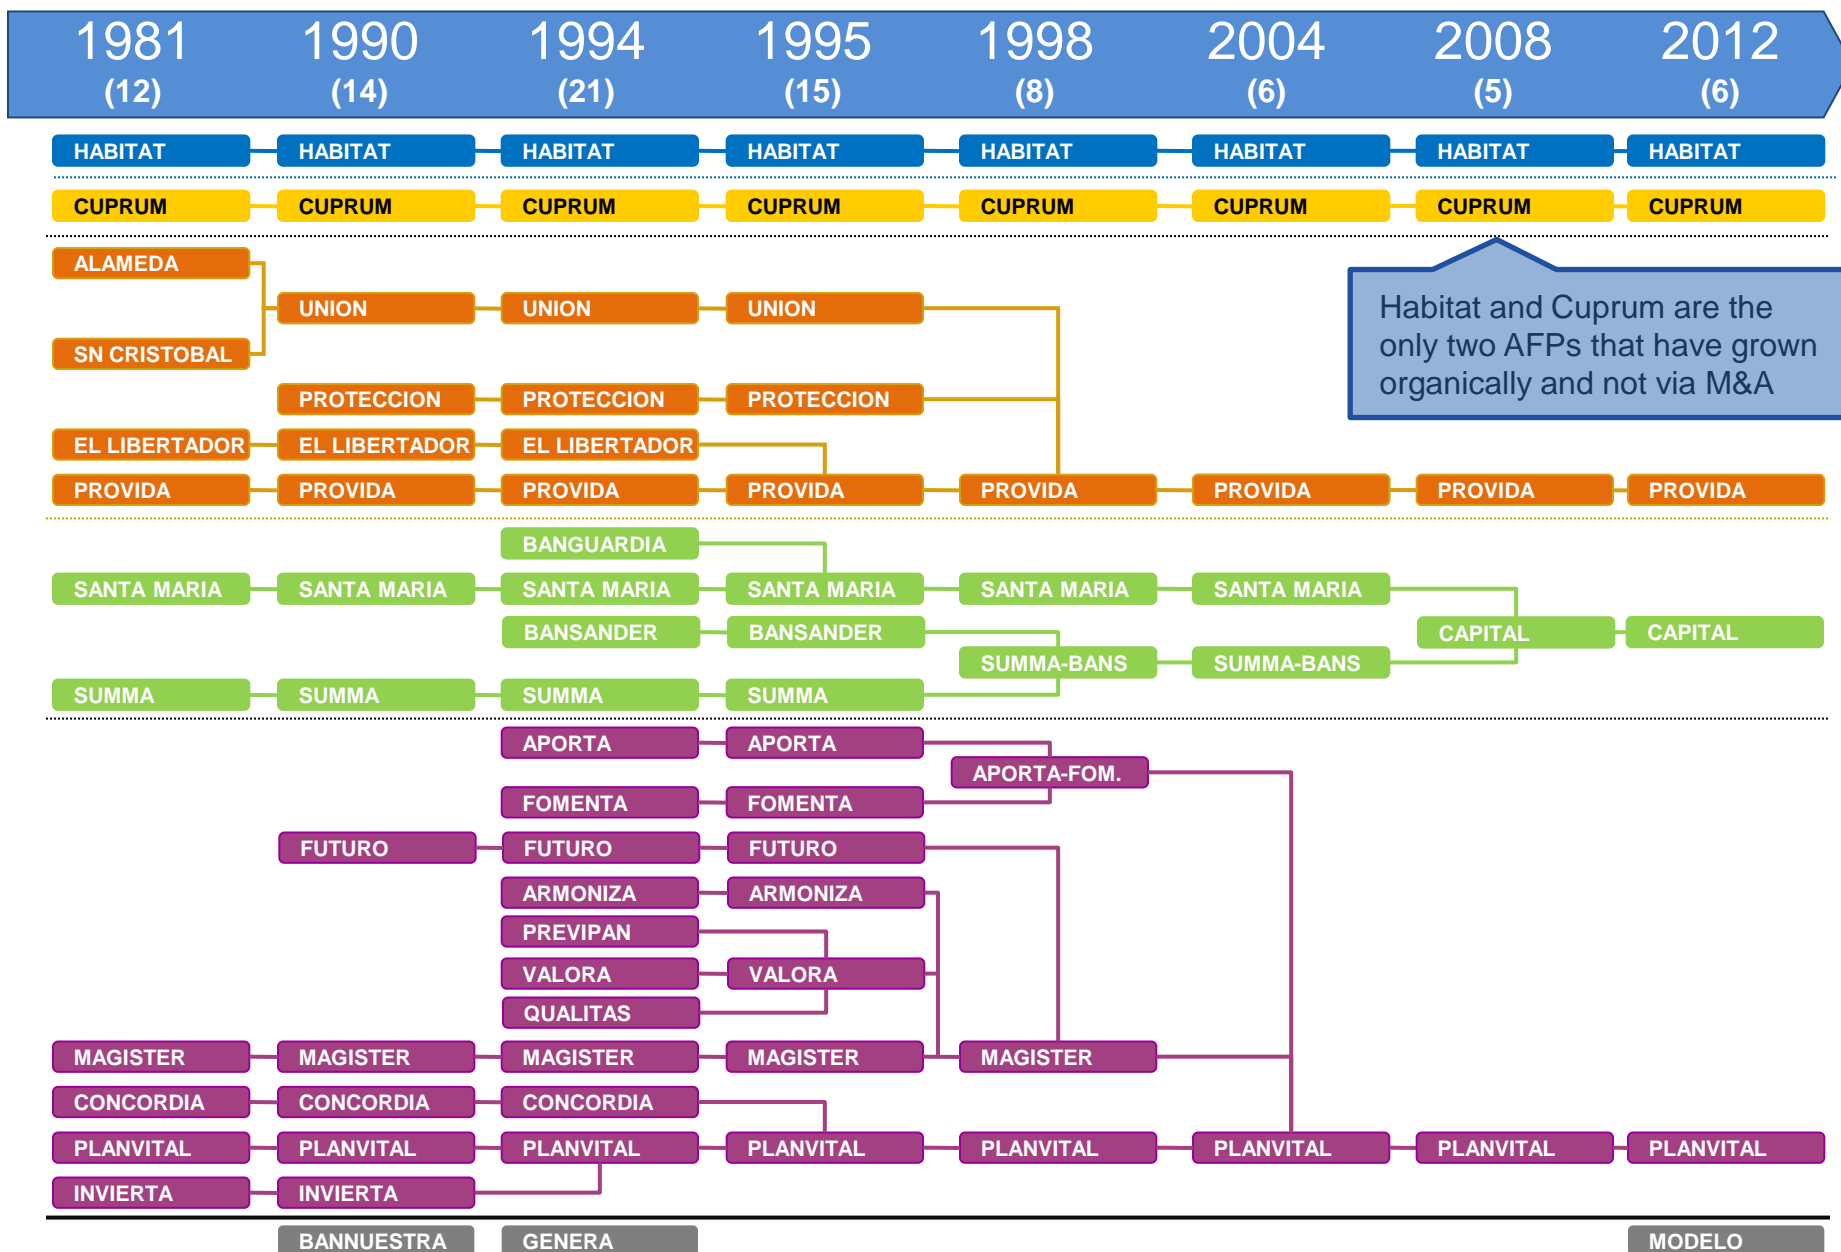 1981 1990 1994 1995 1998 2004 2008 2012
(12) (14) (21) (15) (8) (6) (5) (6)
HABITAT HABITAT HABITAT HABITAT HABITAT HABITAT HABITAT HABITAT
CUPRUM CUPRUM CUPRUM CUPRUM CUPRUM CUPRUM CUPRUM CUPRUM
ALAMEDA
UNION UNION UNION
SN CRISTOBAL
Habitat and Cuprum are the
only two AFPs that have grown
organically and not via M&A
PROTECCION PROTECCION PROTECCION
EL LIBERTADOR EL LIBERTADOR EL LIBERTADOR
PROVIDA PROVIDA PROVIDA PROVIDA PROVIDA PROVIDA PROVIDA PROVIDA
BANGUARDIA
SANTA MARIA SANTA MARIA SANTA MARIA SANTA MARIA SANTA MARIA SANTA MARIA
BANSANDER BANSANDER CAPITAL CAPITAL
SUMMA-BANS SUMMA-BANS
SUMMA SUMMA SUMMA SUMMA
APORTA APORTA
APORTA-FOM.
FOMENTA FOMENTA
FUTURO FUTURO FUTURO
ARMONIZA ARMONIZA
PREVIPAN
VALORA VALORA
QUALITAS
MAGISTER MAGISTER MAGISTER MAGISTER MAGISTER
CONCORDIA CONCORDIA CONCORDIA
PLANVITAL PLANVITAL PLANVITAL PLANVITAL PLANVITAL PLANVITAL PLANVITAL PLANVITAL
INVIERTA INVIERTA
BANNUESTRA GENERA MODELO